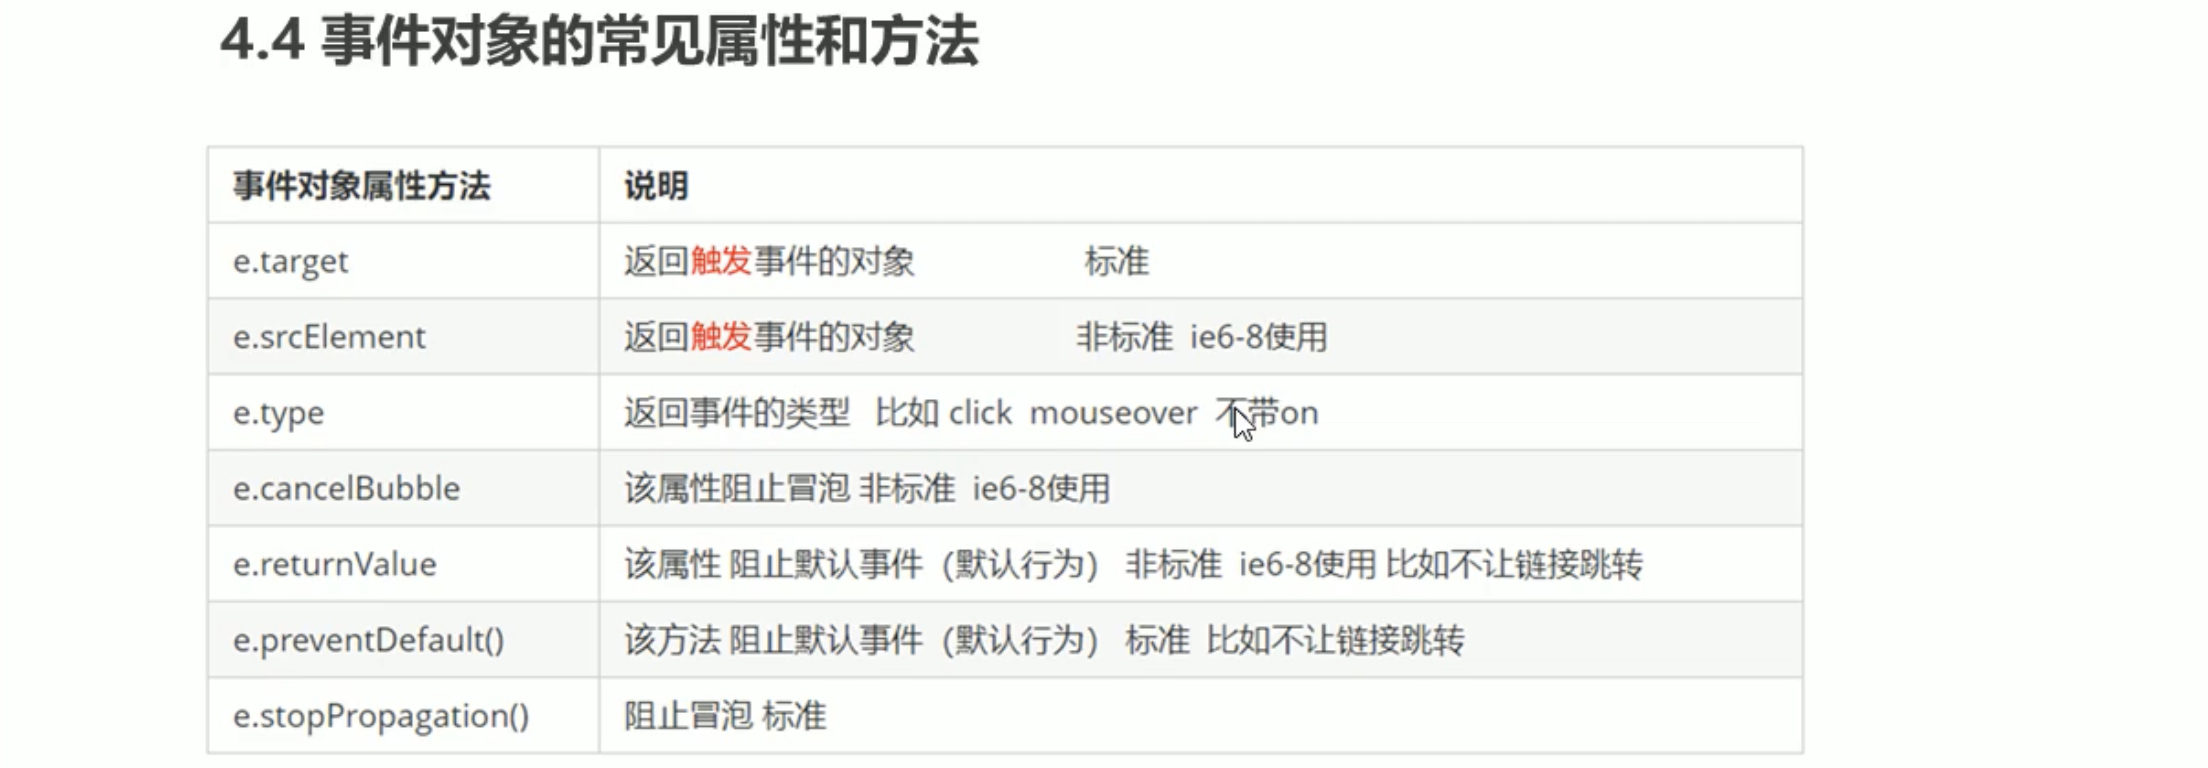 4.4 事件对象的常见属性和方法
事件对象属性方法 说明
e.target 返回触发事件的对象 标准
e.srcElement 返回触发事件的对象 非标准 ie6-8使用
e.type 返回事件的类型 比如 click mouseover 不带on
e.cancelBubble 该属性阻止冒泡 非标准 ie6-8使用
e.returnValue 该属性 阻止默认事件（默认行为） 非标准 ie6-8使用 比如不让链接跳转
e.preventDefault() 该方法 阻止默认事件（默认行为） 标准 比如不让链接跳转
e.stopPropagation() 阻止冒泡 标准